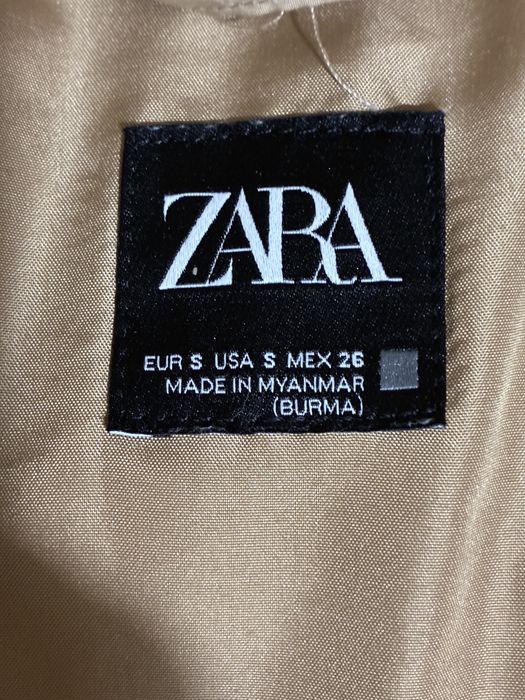 ZARA
EUR S USA S MEX 26
MADE IN MYANMAR
(BURMA)